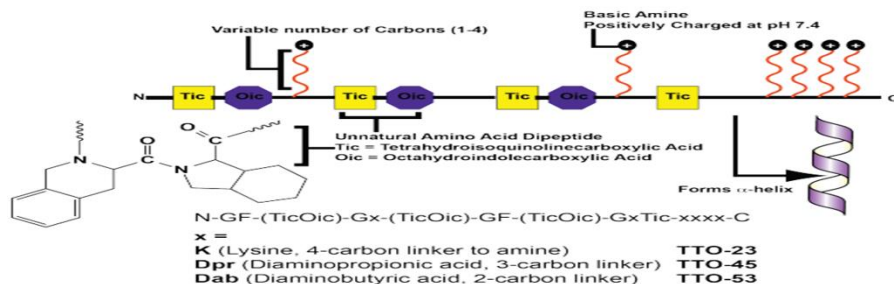 Variable number of Carbons (1-4)
Basic Amine
Positively Charged at pH 7.4
+ + + + + +
N Tic Oic Tic Oic Tic Oic Tic C
Unnatural Amino Acid Dipeptide
Tic = Tetrahydroisoquinolinecarboxylic Acid
Oic = Octahydroindolecarboxylic Acid
N O N O
Forms α-helix
N-GF-(TicOic)-Gx-(TicOic)-GF-(TicOic)-GxTic-xxxx-C
x =
K (Lysine, 4-carbon linker to amine) TTO-23
Dpr (Diaminopropionic acid, 3-carbon linker) TTO-45
Dab (Diaminobutyric acid, 2-carbon linker) TTO-53